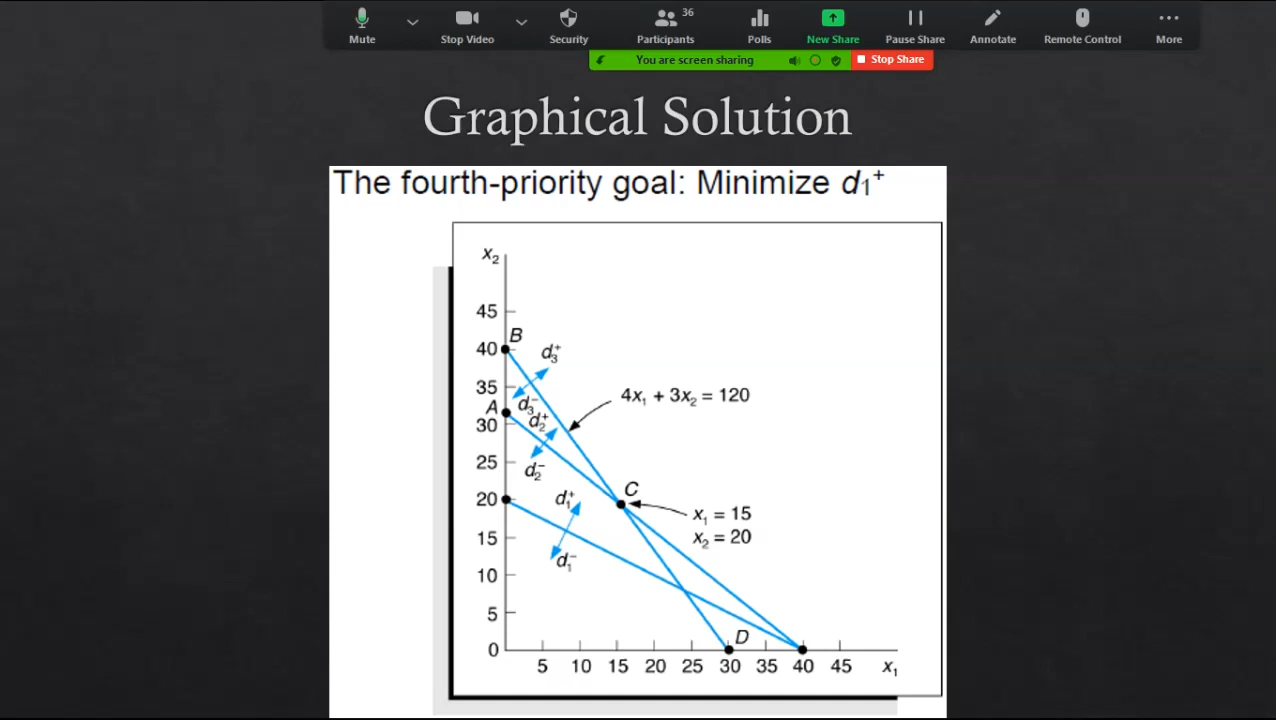 Mute
Stop Video
Security
Participants 36
Polls
New Share
Pause Share
Annotate
Remote Control
More
You are screen sharing
Stop Share
Graphical Solution
The fourth-priority goal: Minimize d₁⁺
x₂
45
B
40
d₃⁺
35
4x₁ + 3x₂ = 120
A
d₃⁻
30
d₂⁺
25
d₂⁻
C
20
d₁⁺
x₁ = 15
15
x₂ = 20
d₁⁻
10
5
D
0
5 10 15 20 25 30 35 40 45 x₁